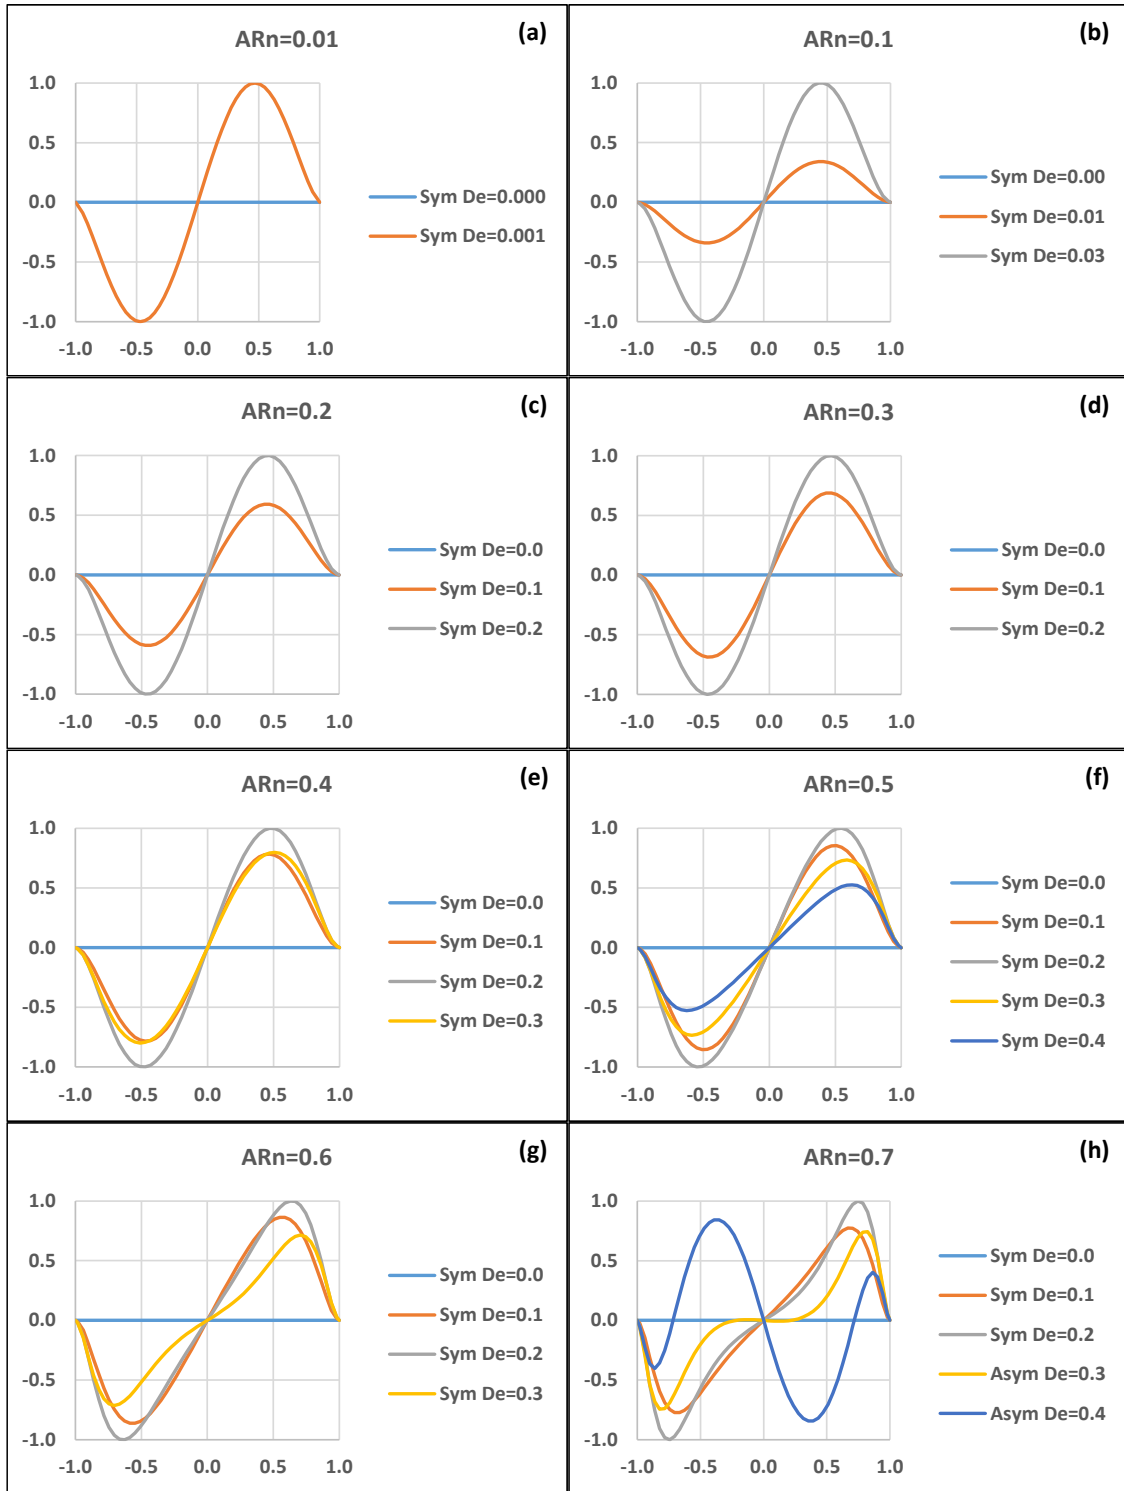 (a)
ARn=0.01
1.0
0.5
0.0
-0.5
-1.0
-1.0 -0.5 0.0 0.5 1.0
Sym De=0.000
Sym De=0.001
(b)
ARn=0.1
1.0
0.5
0.0
-0.5
-1.0
-1.0 -0.5 0.0 0.5 1.0
Sym De=0.00
Sym De=0.01
Sym De=0.03
(c)
ARn=0.2
1.0
0.5
0.0
-0.5
-1.0
-1.0 -0.5 0.0 0.5 1.0
Sym De=0.0
Sym De=0.1
Sym De=0.2
(d)
ARn=0.3
1.0
0.5
0.0
-0.5
-1.0
-1.0 -0.5 0.0 0.5 1.0
Sym De=0.0
Sym De=0.1
Sym De=0.2
(e)
ARn=0.4
1.0
0.5
0.0
-0.5
-1.0
-1.0 -0.5 0.0 0.5 1.0
Sym De=0.0
Sym De=0.1
Sym De=0.2
Sym De=0.3
(f)
ARn=0.5
1.0
0.5
0.0
-0.5
-1.0
-1.0 -0.5 0.0 0.5 1.0
Sym De=0.0
Sym De=0.1
Sym De=0.2
Sym De=0.3
Sym De=0.4
(g)
ARn=0.6
1.0
0.5
0.0
-0.5
-1.0
-1.0 -0.5 0.0 0.5 1.0
Sym De=0.0
Sym De=0.1
Sym De=0.2
Sym De=0.3
(h)
ARn=0.7
1.0
0.5
0.0
-0.5
-1.0
-1.0 -0.5 0.0 0.5 1.0
Sym De=0.0
Sym De=0.1
Sym De=0.2
Asym De=0.3
Asym De=0.4